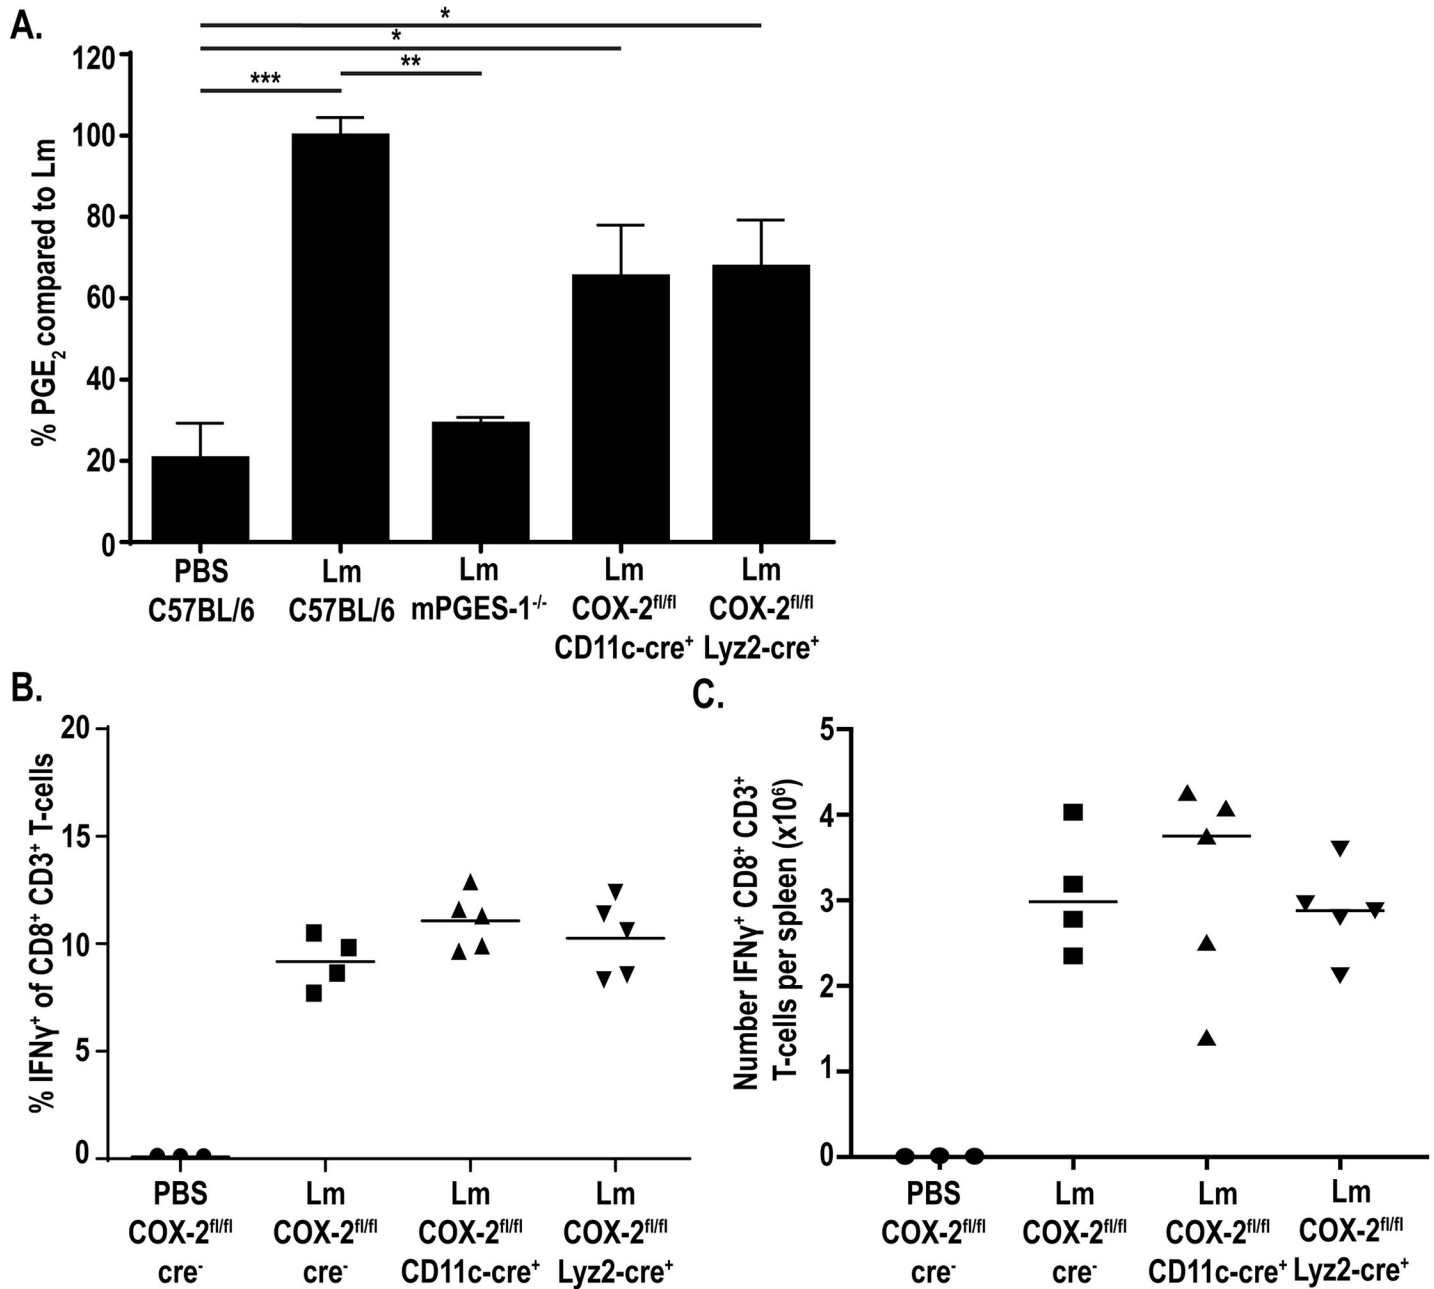 A.
*
*
**
***
120
100
80
60
40
20
0
% PGE₂ compared to Lm
PBS Lm Lm Lm Lm
C57BL/6 C57BL/6 mPGES-1⁻/⁻ COX-2ᶠˡ/ᶠˡ COX-2ᶠˡ/ᶠˡ
CD11c-cre⁺ Lyz2-cre⁺
B.
20
15
10
5
0
% IFNγ⁺ of CD8⁺ CD3⁺ T-cells
PBS Lm Lm Lm
COX-2ᶠˡ/ᶠˡ COX-2ᶠˡ/ᶠˡ COX-2ᶠˡ/ᶠˡ COX-2ᶠˡ/ᶠˡ
cre⁻ cre⁻ CD11c-cre⁺ Lyz2-cre⁺
C.
5
4
3
2
1
0
Number IFNγ⁺ CD8⁺ CD3⁺
T-cells per spleen (x10⁶)
PBS Lm Lm Lm
COX-2ᶠˡ/ᶠˡ COX-2ᶠˡ/ᶠˡ COX-2ᶠˡ/ᶠˡ COX-2ᶠˡ/ᶠˡ
cre⁻ cre⁻ CD11c-cre⁺ Lyz2-cre⁺